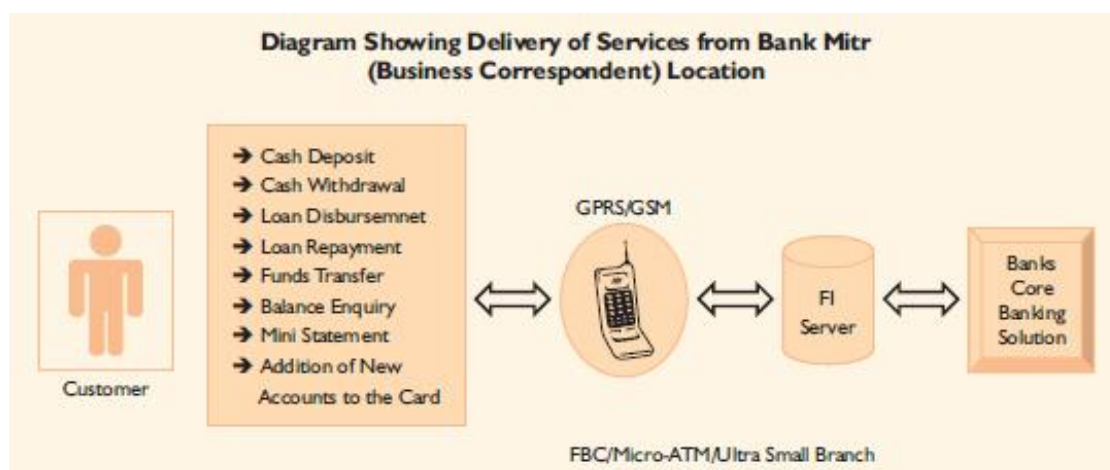 Diagram Showing Delivery of Services from Bank Mitr
(Business Correspondent) Location
Customer
➔ Cash Deposit
➔ Cash Withdrawal
➔ Loan Disbursemnet
➔ Loan Repayment
➔ Funds Transfer
➔ Balance Enquiry
➔ Mini Statement
➔ Addition of New
Accounts to the Card
GPRS/GSM
FI
Server
Banks
Core
Banking
Solution
FBC/Micro-ATM/Ultra Small Branch